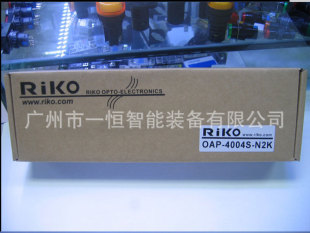 RiKO
www.riko.com
RIKO OPTO-ELECTRONICS
广州市一恒智能装备有限公司
RiKO
www.riko.com
OAP-4004S-N2K